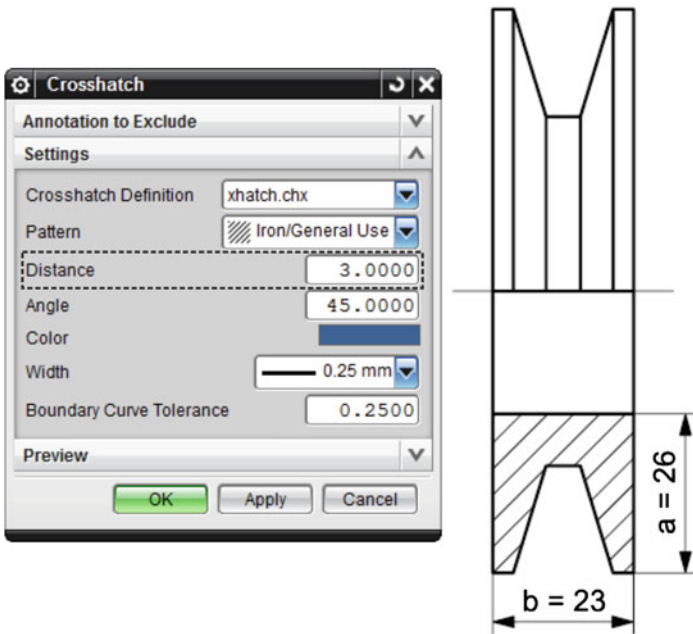 Crosshatch
Annotation to Exclude
Settings
Crosshatch Definition xhatch.chx
Pattern Iron/General Use
Distance 3.0000
Angle 45.0000
Color
Width 0.25 mm
Boundary Curve Tolerance 0.2500
Preview
OK Apply Cancel
a = 26
b = 23